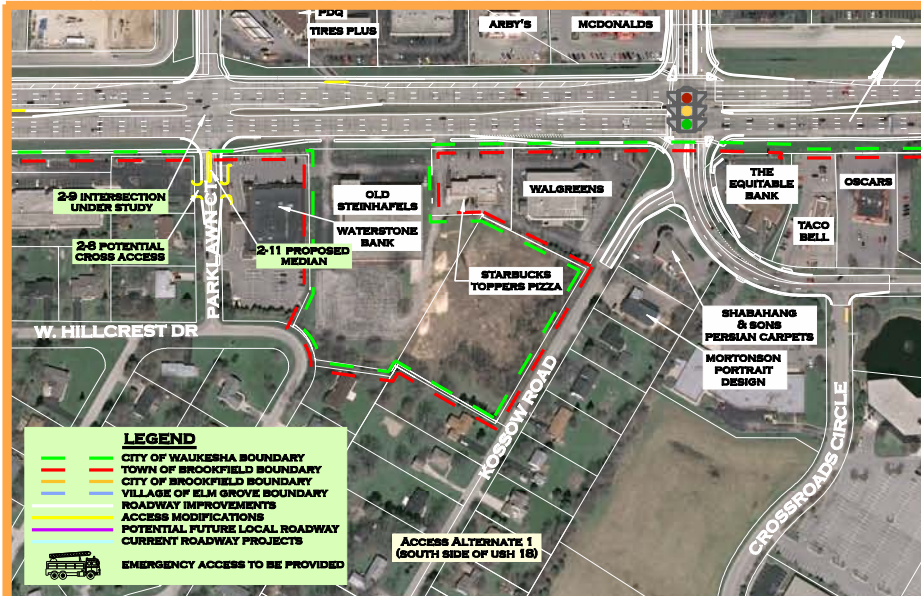 PDQ
TIRES PLUS
ARBY'S
MCDONALDS
2-9 INTERSECTION
UNDER STUDY
2-8 POTENTIAL
CROSS ACCESS
2-11 PROPOSED
MEDIAN
PARKLAWN CT
OLD
STEINHAFELS
WATERSTONE
BANK
WALGREENS
STARBUCKS
TOPPERS PIZZA
THE
EQUITABLE
BANK
OSCARS
TACO
BELL
W. HILLCREST DR
SHABAHANG
& SONS
PERSIAN CARPETS
MORTONSON
PORTRAIT
DESIGN
KOSSOW ROAD
CROSSROADS CIRCLE
LEGEND
CITY OF WAUKESHA BOUNDARY
TOWN OF BROOKFIELD BOUNDARY
CITY OF BROOKFIELD BOUNDARY
VILLAGE OF ELM GROVE BOUNDARY
ROADWAY IMPROVEMENTS
ACCESS MODIFICATIONS
POTENTIAL FUTURE LOCAL ROADWAY
CURRENT ROADWAY PROJECTS
EMERGENCY ACCESS TO BE PROVIDED
ACCESS ALTERNATE 1
(SOUTH SIDE OF USH 18)